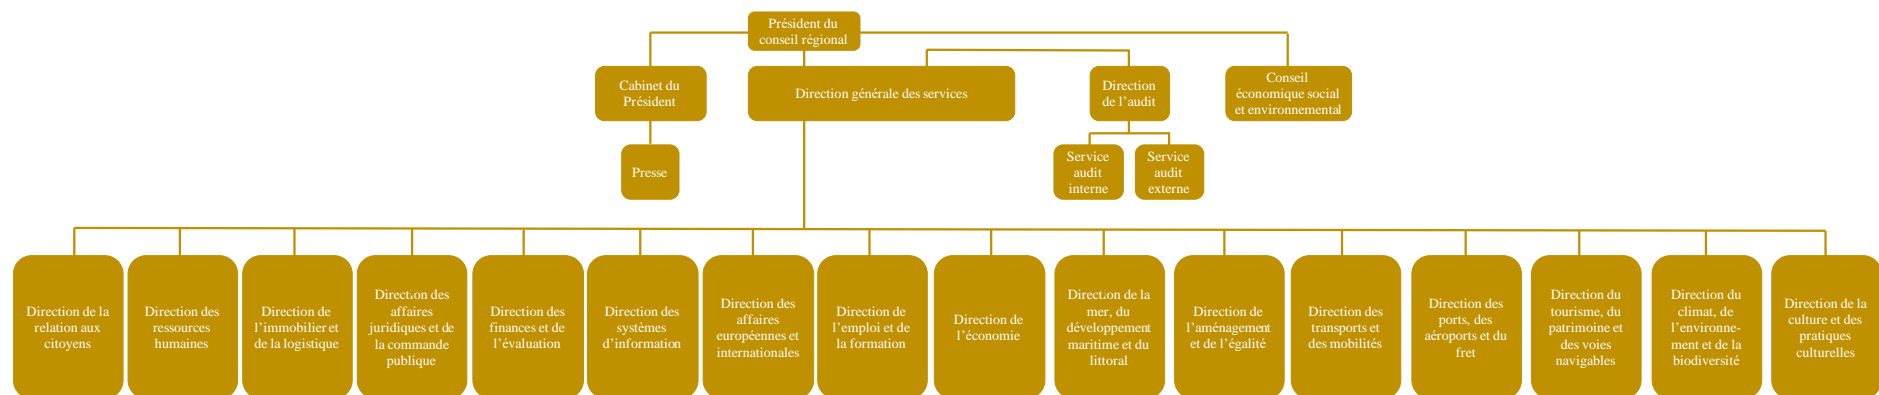 Président du
conseil régional
Cabinet du
Président
Direction générale des services
Direction
de l'audit
Conseil
économique social
et environnemental
Presse
Service
audit
interne
Service
audit
externe
Direction de la
relation aux
citoyens
Direction des
ressources
humaines
Direction de
l'immobilier et
de la logistique
Direction des
affaires
juridiques et de
la commande
publique
Direction des
finances et de
l'évaluation
Direction des
systèmes
d'information
Direction des
affaires
européennes et
internationales
Direction de
l'emploi et de
la formation
Direction de
l'économie
Direction de la
mer, du
développement
maritime et du
littoral
Direction de
l'aménagement
et de l'égalité
Direction des
transports et
des mobilités
Direction des
ports, des
aéroports et du
fret
Direction du
tourisme, du
patrimoine et
des voies
navigables
Direction du
climat, de
l'environne-
ment et de la
biodiversité
Direction de la
culture et des
pratiques
culturelles